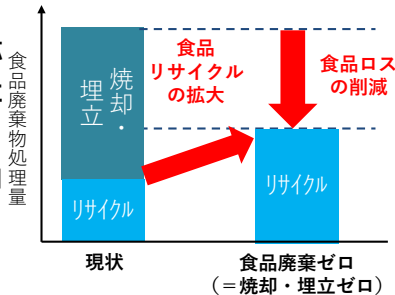 食品廃棄物処理量
焼却・
埋立
リサイクル
食品
リサイクル
の拡大
食品ロス
の削減
リサイクル
現状
食品廃棄ゼロ
(=焼却・埋立ゼロ)